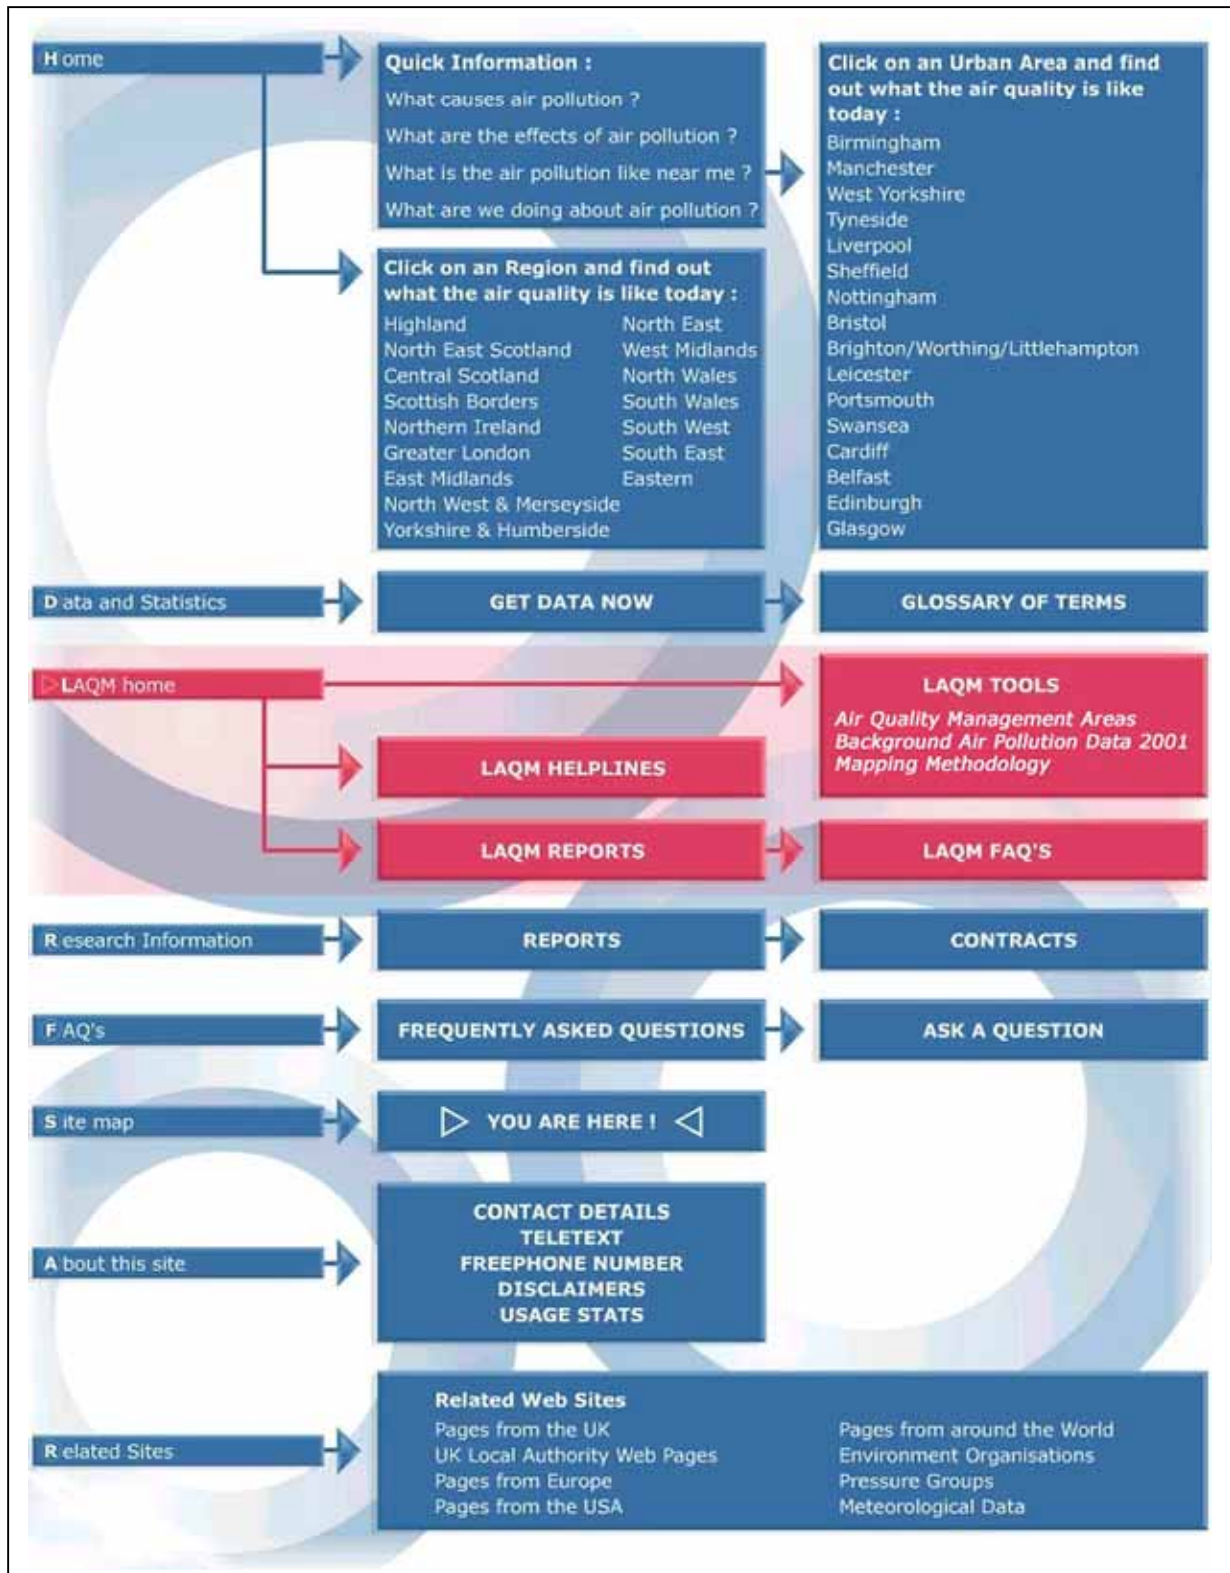 Home
Quick Information :
What causes air pollution ?
What are the effects of air pollution ?
What is the air pollution like near me ?
What are we doing about air pollution ?
Click on an Urban Area and find
out what the air quality is like
today :
Birmingham
Manchester
West Yorkshire
Tyneside
Liverpool
Sheffield
Nottingham
Bristol
Brighton/Worthing/Littlehampton
Leicester
Portsmouth
Swansea
Cardiff
Belfast
Edinburgh
Glasgow
Click on an Region and find out
what the air quality is like today :
Highland
North East Scotland
Central Scotland
Scottish Borders
Northern Ireland
Greater London
East Midlands
North West & Merseyside
Yorkshire & Humberside
North East
West Midlands
North Wales
South Wales
South West
South East
Eastern
Data and Statistics
GET DATA NOW
GLOSSARY OF TERMS
LAQM home
LAQM TOOLS
Air Quality Management Areas
Background Air Pollution Data 2001
Mapping Methodology
LAQM HELPLINES
LAQM REPORTS
LAQM FAQ'S
Research Information
REPORTS
CONTRACTS
FAQ's
FREQUENTLY ASKED QUESTIONS
ASK A QUESTION
Site map
YOU ARE HERE !
About this site
CONTACT DETAILS
TELETEXT
FREEPHONE NUMBER
DISCLAIMERS
USAGE STATS
Related Sites
Related Web Sites
Pages from the UK
UK Local Authority Web Pages
Pages from Europe
Pages from the USA
Pages from around the World
Environment Organisations
Pressure Groups
Meteorological Data